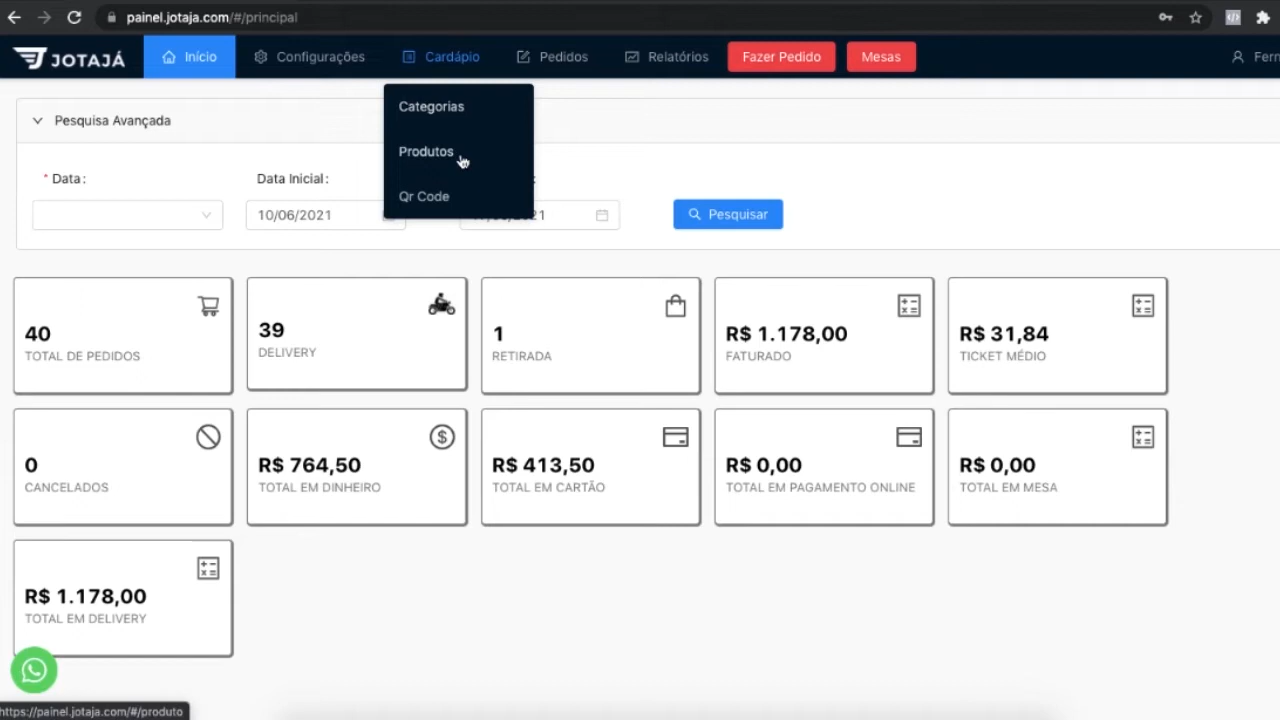 painel.jotaja.com/#/principal
JOTAJÁ
Início
Configurações
Cardápio
Pedidos
Relatórios
Fazer Pedido
Mesas
Fern
Categorias
Produtos
Qr Code
Pesquisa Avançada
* Data :
Data Inicial :
:
10/06/2021
Pesquisar
40
TOTAL DE PEDIDOS
39
DELIVERY
1
RETIRADA
R$ 1.178,00
FATURADO
R$ 31,84
TICKET MÉDIO
0
CANCELADOS
R$ 764,50
TOTAL EM DINHEIRO
R$ 413,50
TOTAL EM CARTÃO
R$ 0,00
TOTAL EM PAGAMENTO ONLINE
R$ 0,00
TOTAL EM MESA
R$ 1.178,00
TOTAL EM DELIVERY
https://painel.jotaja.com/#/produto